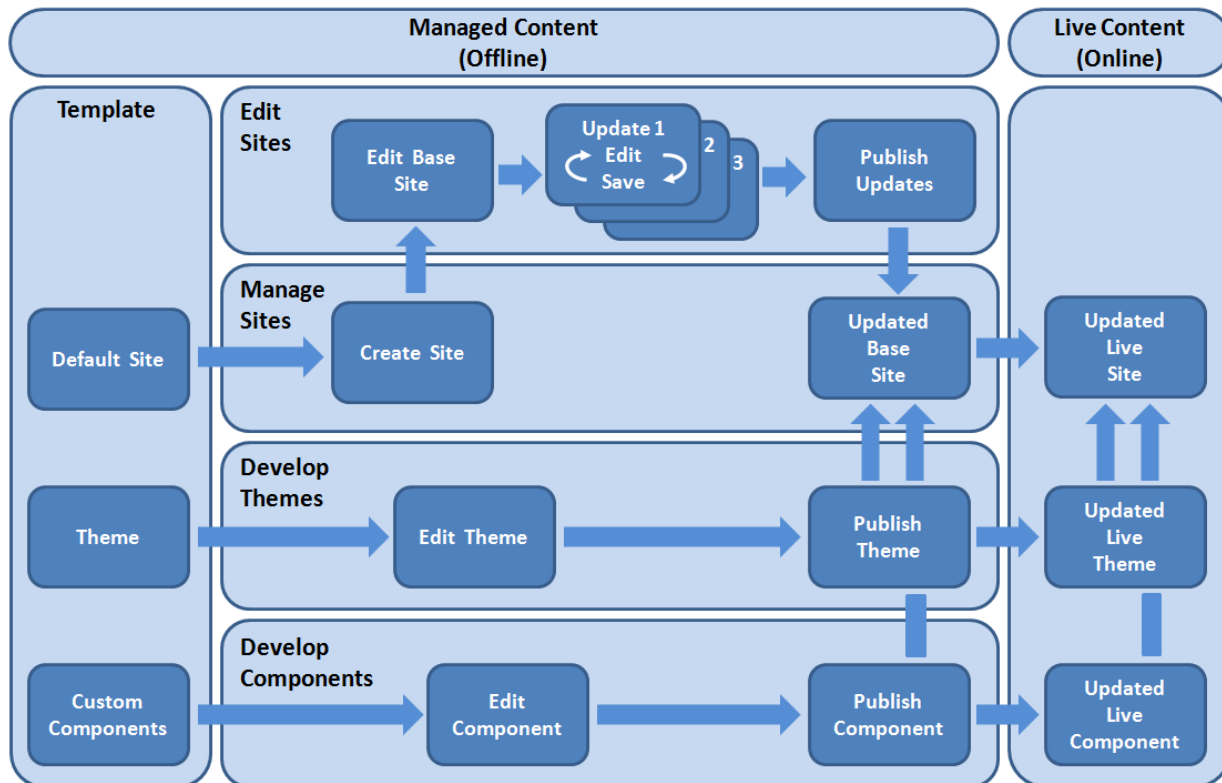 Managed Content
(Offline)
Live Content
(Online)
Template
Edit
Sites
Edit Base
Site
Update 1
Edit
Save
2
3
Publish
Updates
Manage
Sites
Default Site
Create Site
Updated
Base
Site
Updated
Live
Site
Develop
Themes
Theme
Edit Theme
Publish
Theme
Updated
Live
Theme
Develop
Components
Custom
Components
Edit
Component
Publish
Component
Updated
Live
Component